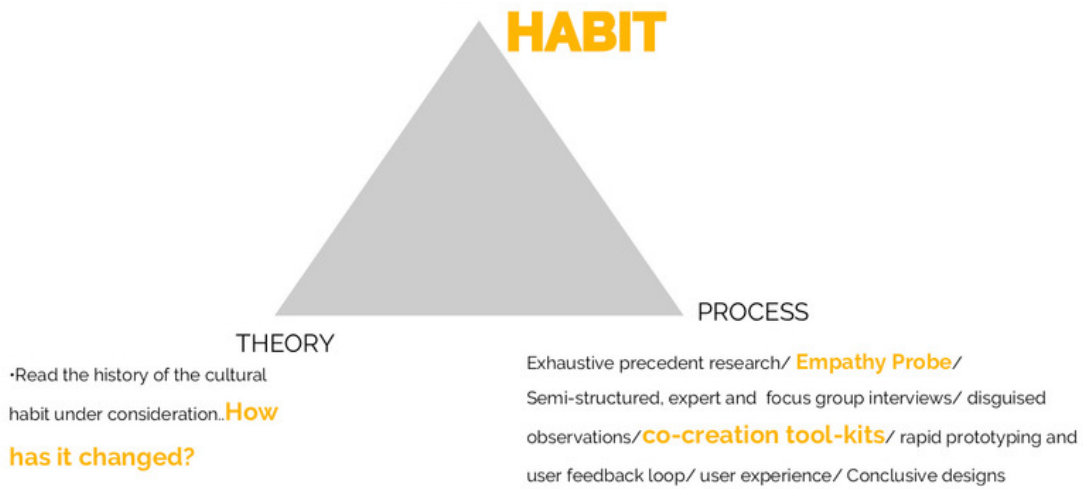 HABIT
THEORY
•Read the history of the cultural
habit under consideration..How
has it changed?
PROCESS
Exhaustive precedent research/ Empathy Probe/
Semi-structured, expert and focus group interviews/ disguised
observations/co-creation tool-kits/ rapid prototyping and
user feedback loop/ user experience/ Conclusive designs